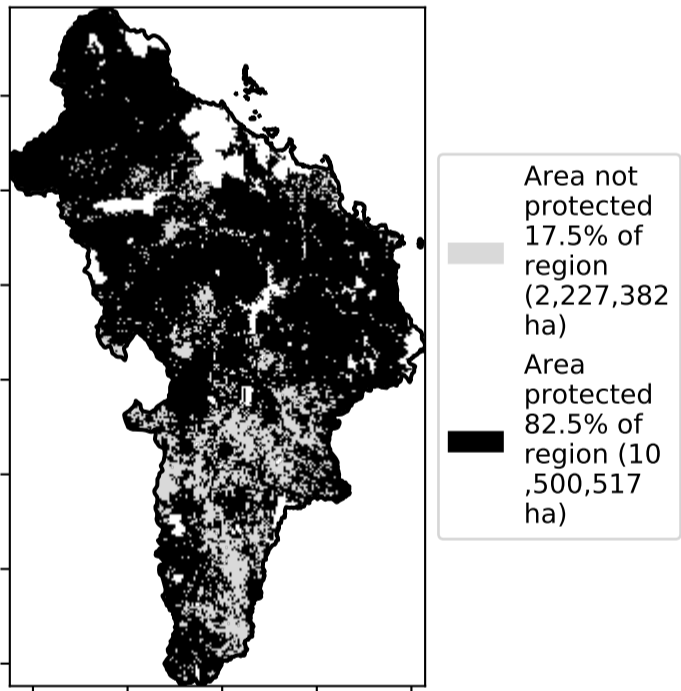 Area not
protected
17.5% of
region
(2,227,382
ha)
Area
protected
82.5% of
region (10
,500,517
ha)